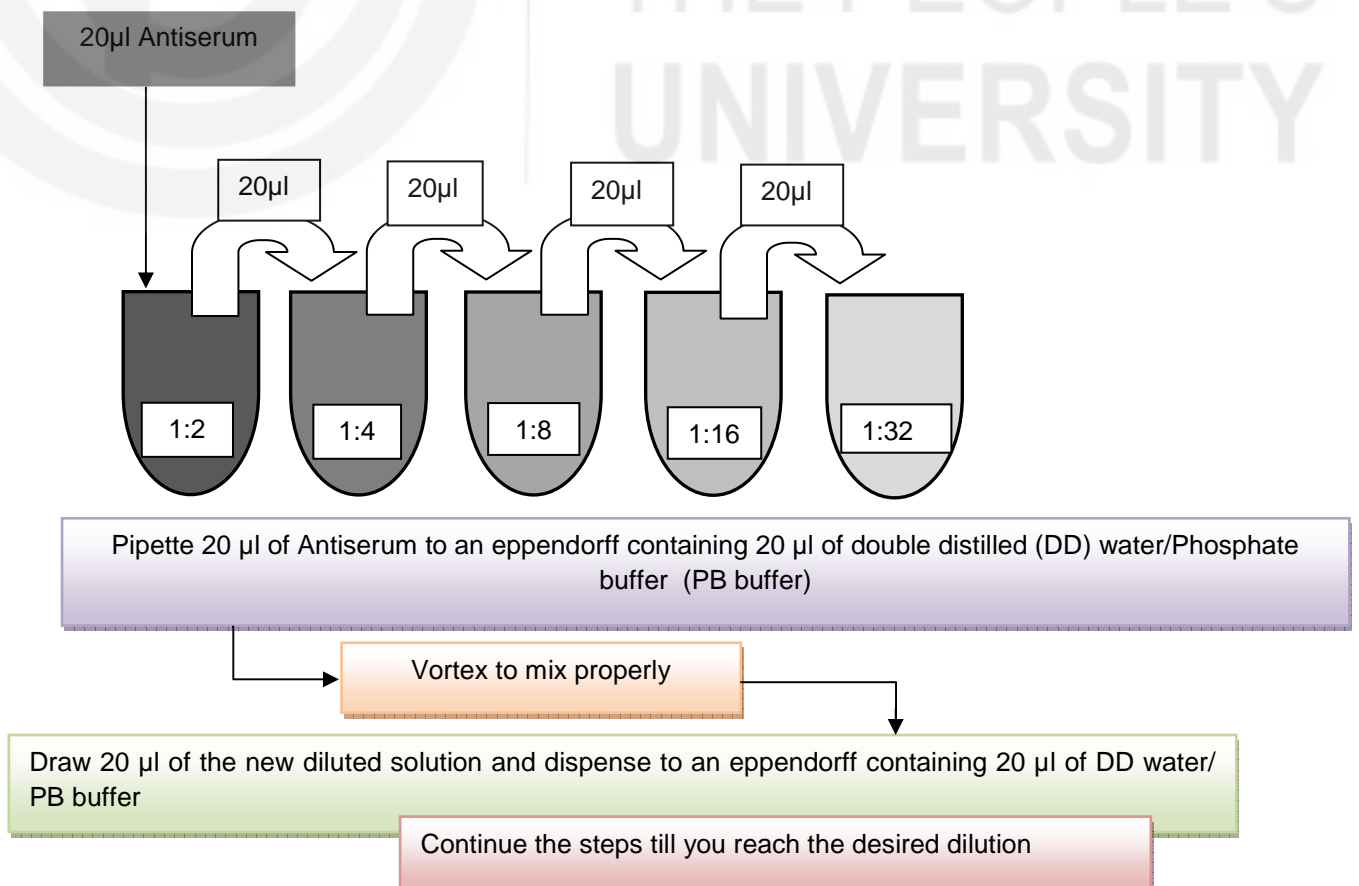 THE PEOPLE'S
UNIVERSITY
20µl Antiserum
20µl
20µl
20µl
20µl
1:2
1:4
1:8
1:16
1:32
Pipette 20 µl of Antiserum to an eppendorff containing 20 µl of double distilled (DD) water/Phosphate
buffer (PB buffer)
Vortex to mix properly
Draw 20 µl of the new diluted solution and dispense to an eppendorff containing 20 µl of DD water/
PB buffer
Continue the steps till you reach the desired dilution